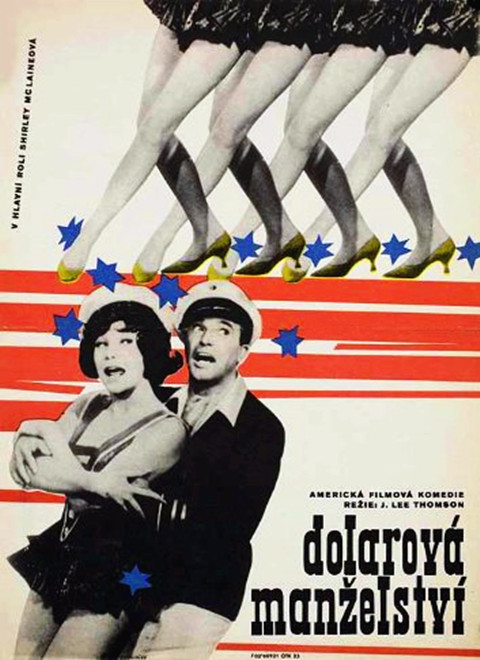 V HLAVNÍ ROLI SHIRLEY MCLAINEOVÁ
AMERICKÁ FILMOVÁ KOMEDIE
REŽIE: J. LEE THOMSON
dolarová
manželství